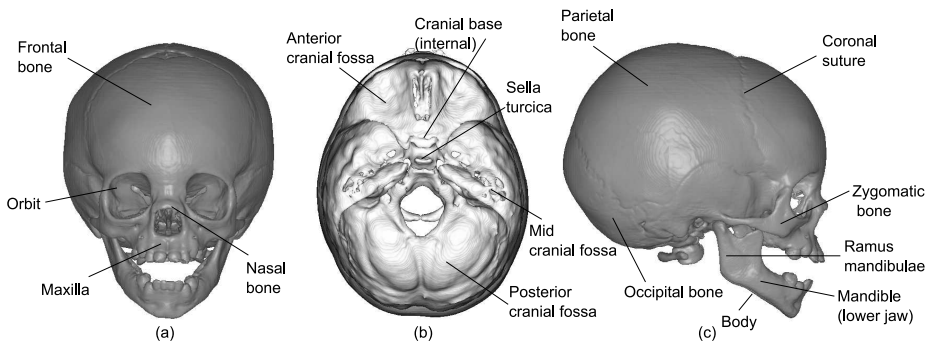 Frontal
bone
Orbit
Maxilla
Nasal
bone
(a)
Anterior
cranial fossa
Cranial base
(internal)
Sella
turcica
Mid
cranial fossa
Posterior
cranial fossa
(b)
Parietal
bone
Coronal
suture
Zygomatic
bone
Ramus
mandibulae
Occipital bone
Mandible
(lower jaw)
Body
(c)